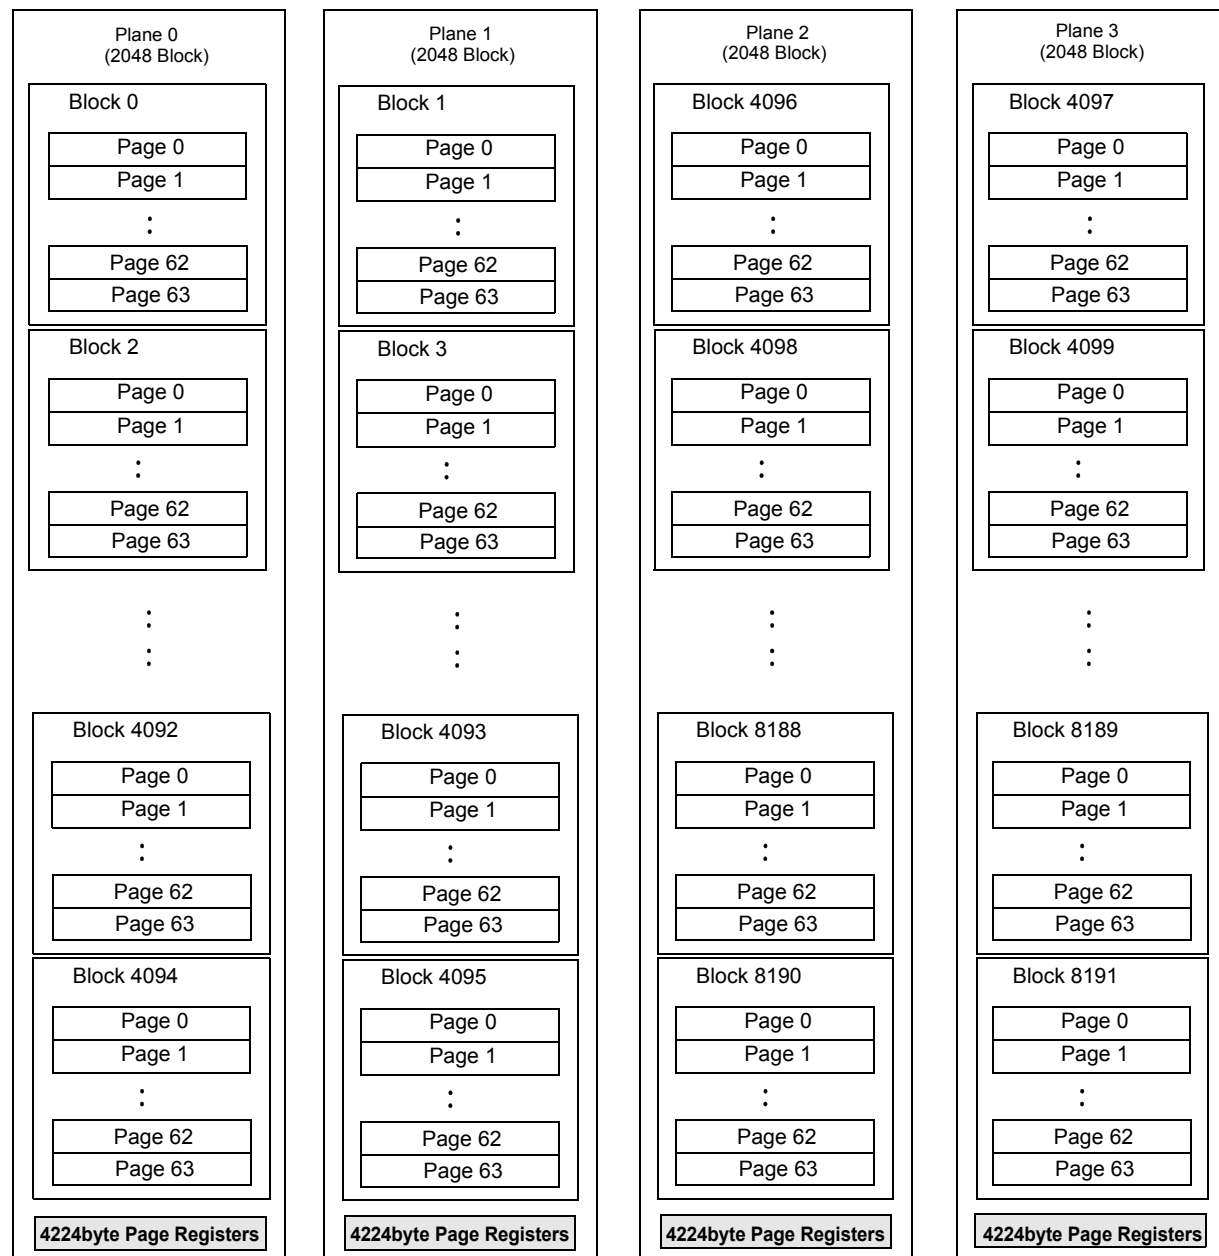 Plane 0
(2048 Block)
Block 0
Page 0
Page 1
Page 62
Page 63
Block 2
Page 0
Page 1
Page 62
Page 63
Block 4092
Page 0
Page 1
Page 62
Page 63
Block 4094
Page 0
Page 1
Page 62
Page 63
4224byte Page Registers
Plane 1
(2048 Block)
Block 1
Page 0
Page 1
Page 62
Page 63
Block 3
Page 0
Page 1
Page 62
Page 63
Block 4093
Page 0
Page 1
Page 62
Page 63
Block 4095
Page 0
Page 1
Page 62
Page 63
4224byte Page Registers
Plane 2
(2048 Block)
Block 4096
Page 0
Page 1
Page 62
Page 63
Block 4098
Page 0
Page 1
Page 62
Page 63
Block 8188
Page 0
Page 1
Page 62
Page 63
Block 8190
Page 0
Page 1
Page 62
Page 63
4224byte Page Registers
Plane 3
(2048 Block)
Block 4097
Page 0
Page 1
Page 62
Page 63
Block 4099
Page 0
Page 1
Page 62
Page 63
Block 8189
Page 0
Page 1
Page 62
Page 63
Block 8191
Page 0
Page 1
Page 62
Page 63
4224byte Page Registers